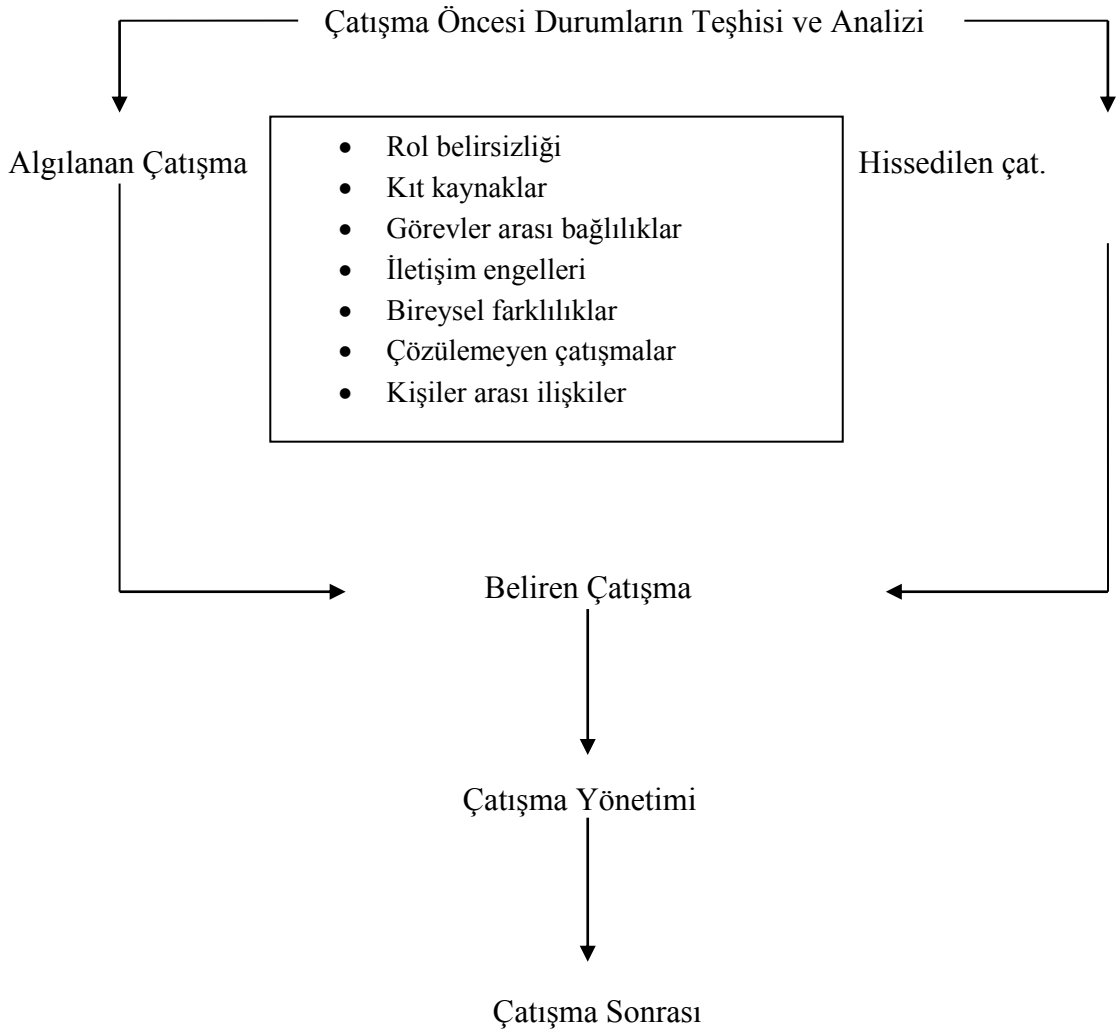 Çatışma Öncesi Durumların Teşhisi ve Analizi
Algılanan Çatışma
• Rol belirsizliği
• Kıt kaynaklar
• Görevler arası bağlılıklar
• İletişim engelleri
• Bireysel farklılıklar
• Çözülemeyen çatışmalar
• Kişiler arası ilişkiler
Hissedilen çat.
Beliren Çatışma
Çatışma Yönetimi
Çatışma Sonrası